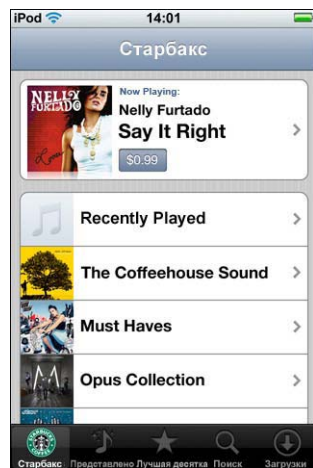 iPod 14:01
Старбакс
NELLY
FURTADO
Loose
Now Playing:
Nelly Furtado
Say It Right
$0.99
Recently Played
The Coffeehouse Sound
Must Haves
Opus Collection
Старбакс Представлено Лучшая десятка Поиск Загрузки